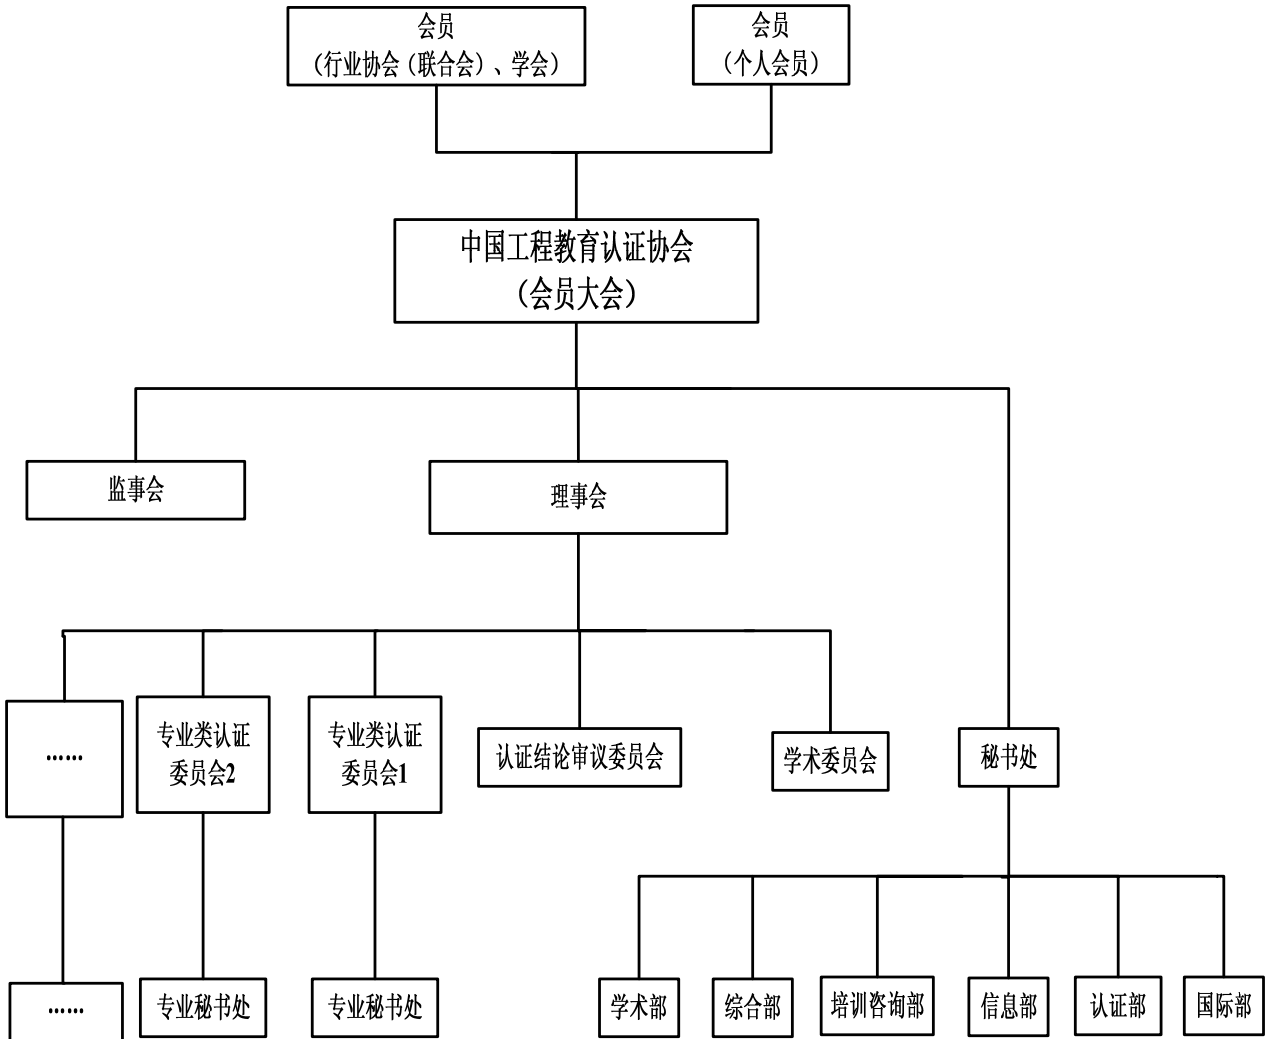 会员
（行业协会（联合会）、学会）
会员
（个人会员）
中国工程教育认证协会
（会员大会）
监事会
理事会
……
专业类认证
委员会2
专业类认证
委员会1
认证结论审议委员会
学术委员会
秘书处
……
专业秘书处
专业秘书处
学术部
综合部
培训咨询部
信息部
认证部
国际部